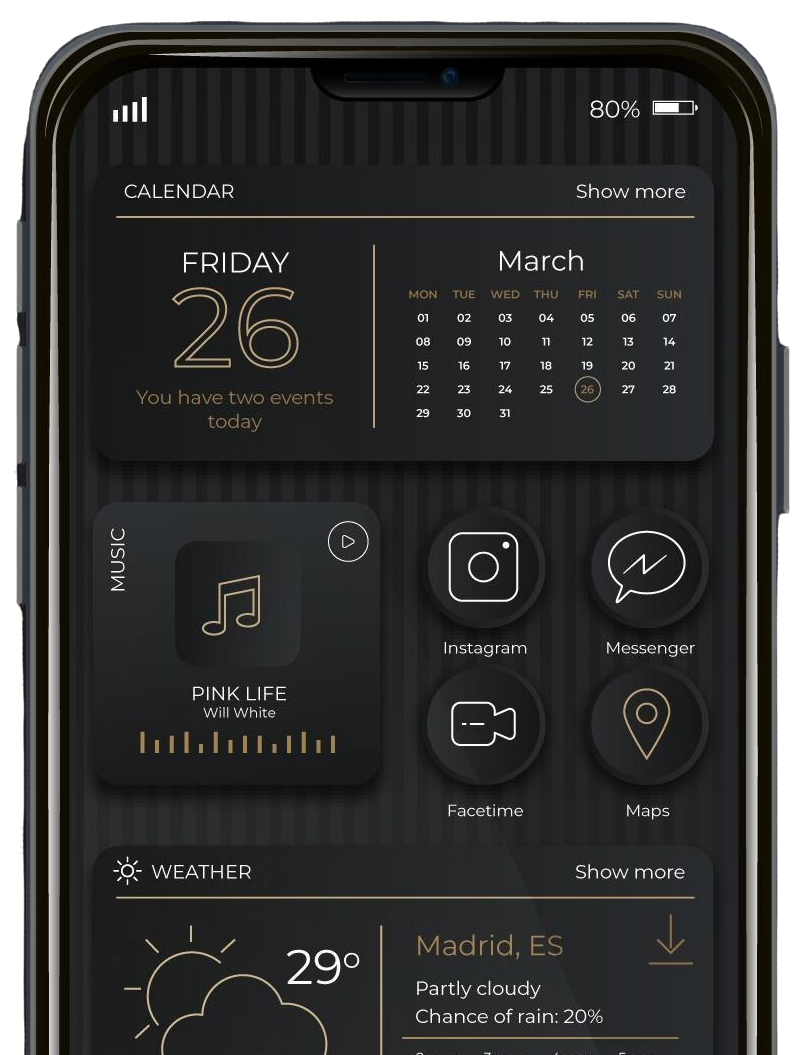 80%
CALENDAR Show more
FRIDAY
26
You have two events
today
March
MON TUE WED THU FRI SAT SUN
01 02 03 04 05 06 07
08 09 10 11 12 13 14
15 16 17 18 19 20 21
22 23 24 25 26 27 28
29 30 31
MUSIC
PINK LIFE
Will White
Instagram
Messenger
Facetime
Maps
WEATHER Show more
29°
Madrid, ES
Partly cloudy
Chance of rain: 20%